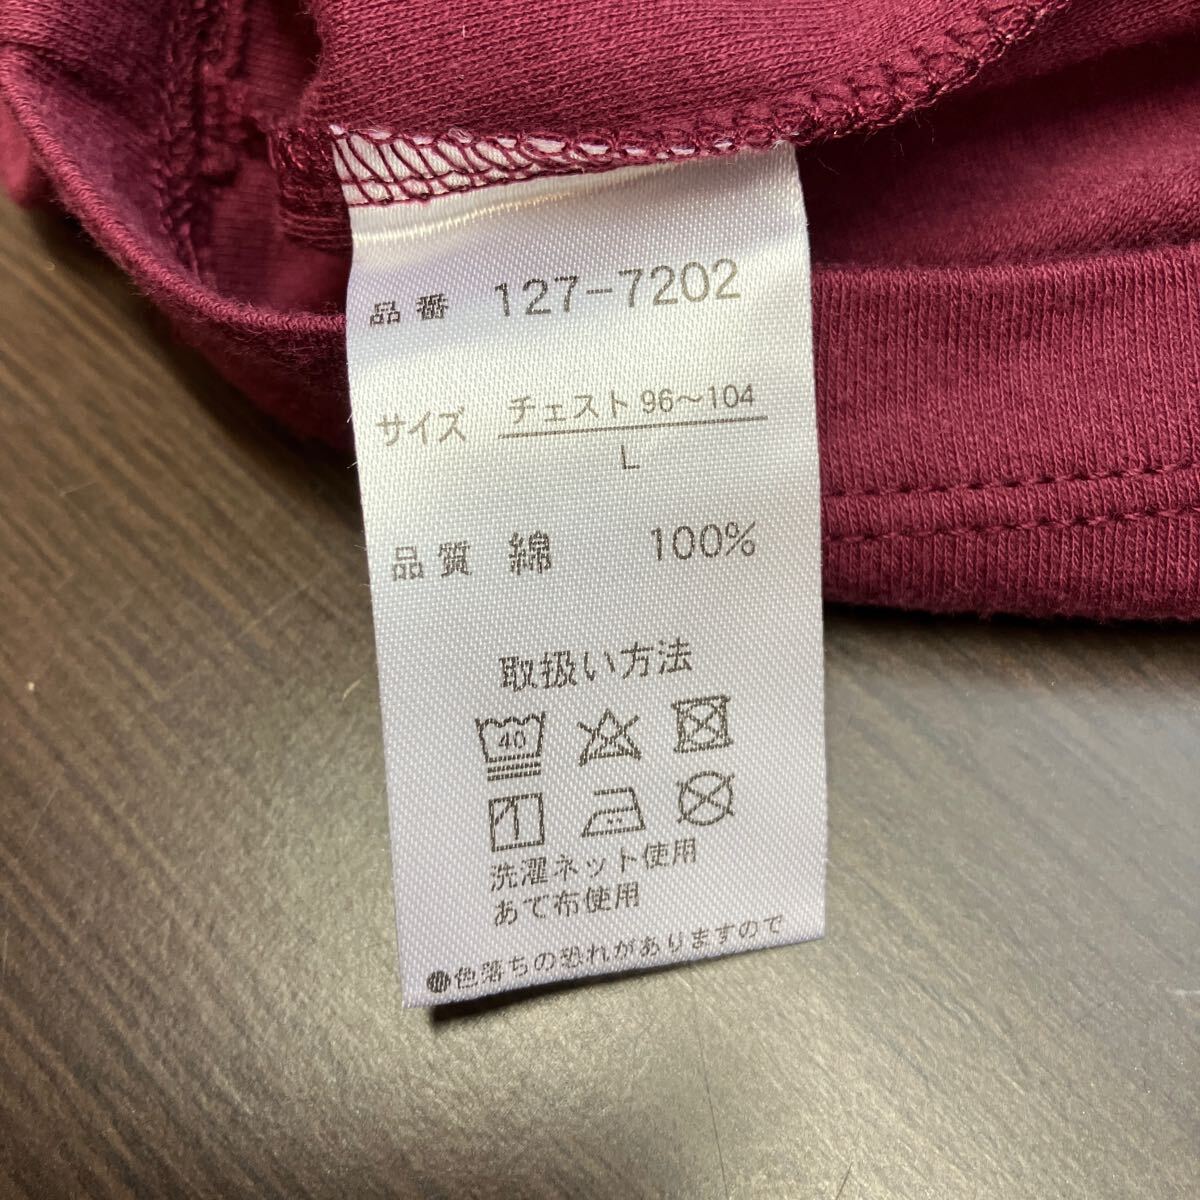 品番 127-7202
サイズ チェスト 96～104
L
品質 綿 100%
取扱い方法
40
洗濯ネット使用
あて布使用
●色落ちの恐れがありますので